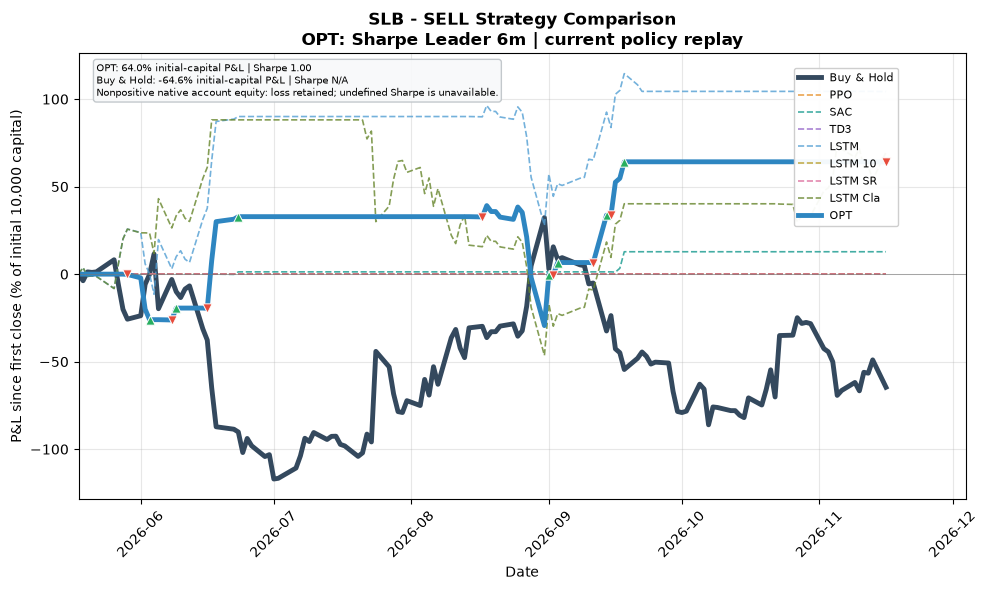 SLB - SELL Strategy Comparison
OPT: Sharpe Leader 6m | current policy replay
OPT: 64.0% initial-capital P&L | Sharpe 1.00
Buy & Hold: -64.6% initial-capital P&L | Sharpe N/A
Nonpositive native account equity: loss retained; undefined Sharpe is unavailable.
Buy & Hold
PPO
SAC
TD3
LSTM
LSTM 10
LSTM SR
LSTM Cla
OPT
P&L since first close (% of initial 10,000 capital)
100
50
0
−50
−100
2026-06
2026-07
2026-08
2026-09
2026-10
2026-11
2026-12
Date